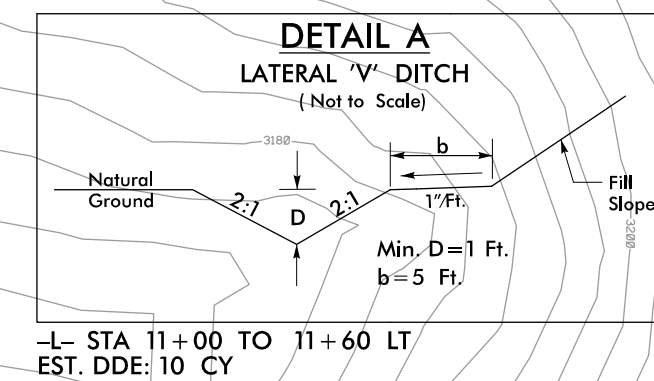 DETAIL A
LATERAL 'V' DITCH
( Not to Scale)
3180
b
Natural
Ground
2:1
D
2:1
1"/Ft.
Fill
Slope
3200
Min. D=1 Ft.
b=5 Ft.
-L- STA 11+00 TO 11+60 LT
EST. DDE: 10 CY